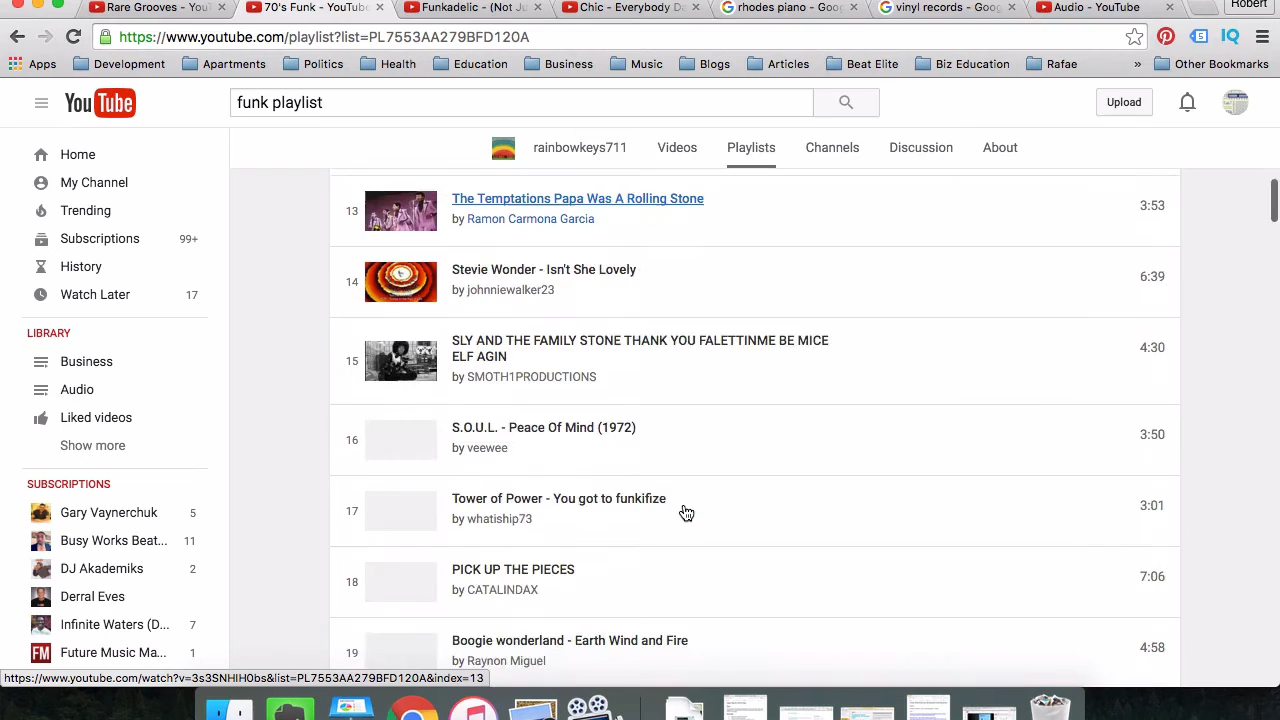 Rare Grooves - YouT
70's Funk - YouTube
Funkadelic - (Not Ju
Chic - Everybody Da
rhodes piano - Goog
vinyl records - Goog
Audio - YouTube
Robert
https://www.youtube.com/playlist?list=PL7553AA279BFD120A
5
IQ
Apps
Development
Apartments
Politics
Health
Education
Business
Music
Blogs
Articles
Beat Elite
Biz Education
Rafae
»
Other Bookmarks
YouTube
funk playlist
Upload
rainbowkeys711
Videos
Playlists
Channels
Discussion
About
Home
My Channel
Trending
Subscriptions 99+
History
Watch Later 17
LIBRARY
Business
Audio
Liked videos
Show more
SUBSCRIPTIONS
Gary Vaynerchuk 5
Busy Works Beat... 11
DJ Akademiks 2
Derral Eves
Infinite Waters (D... 7
FM Future Music Ma... 1
13 The Temptations Papa Was A Rolling Stone 3:53
by Ramon Carmona Garcia
14 Stevie Wonder - Isn't She Lovely 6:39
by johnniewalker23
15 SLY AND THE FAMILY STONE THANK YOU FALETTINME BE MICE
ELF AGIN 4:30
by SMOTH1PRODUCTIONS
16 S.O.U.L. - Peace Of Mind (1972) 3:50
by veewee
17 Tower of Power - You got to funkifize 3:01
by whatiship73
18 PICK UP THE PIECES 7:06
by CATALINDAX
19 Boogie wonderland - Earth Wind and Fire 4:58
by Raynon Miguel
https://www.youtube.com/watch?v=3s3SNHIH0bs&list=PL7553AA279BFD120A&index=13